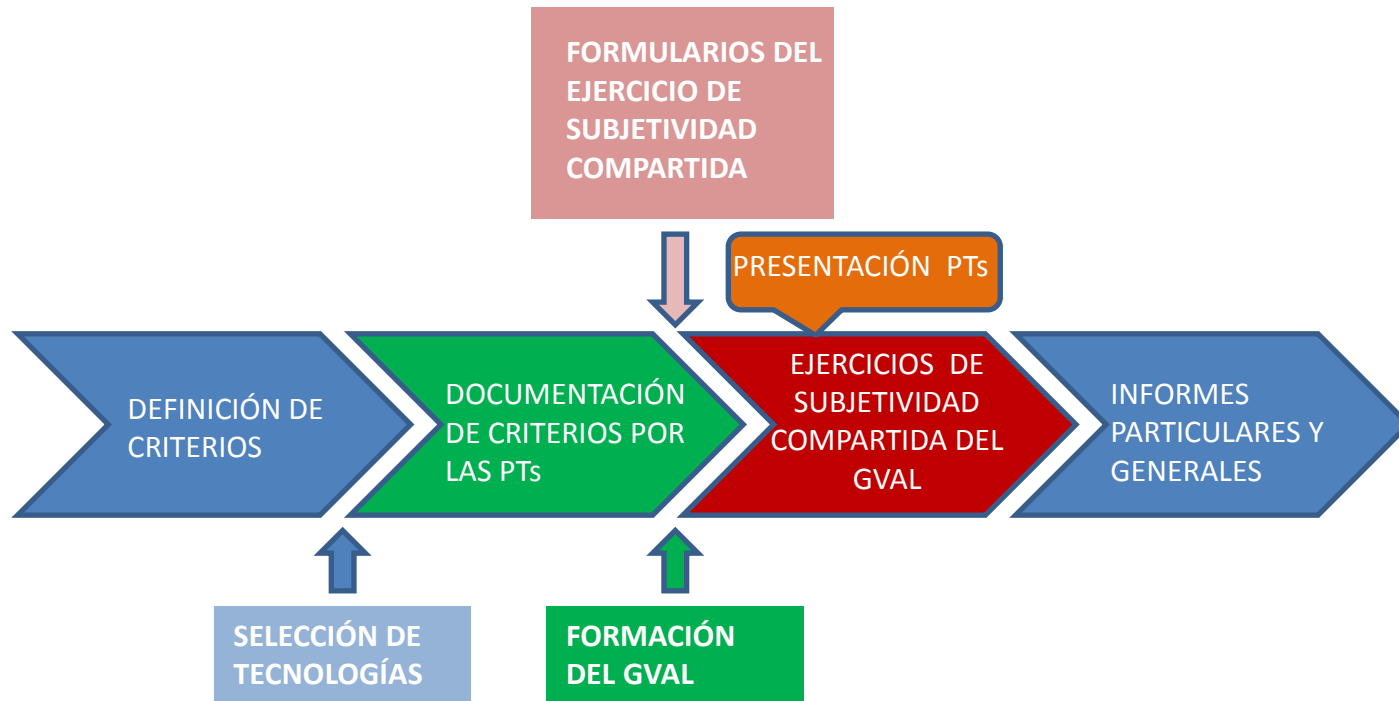 FORMULARIOS DEL
EJERCICIO DE
SUBJETIVIDAD
COMPARTIDA
PRESENTACIÓN PTs
DEFINICIÓN DE
CRITERIOS
DOCUMENTACIÓN
DE CRITERIOS POR
LAS PTs
EJERCICIOS DE
SUBJETIVIDAD
COMPARTIDA DEL
GVAL
INFORMES
PARTICULARES Y
GENERALES
SELECCIÓN DE
TECNOLOGÍAS
FORMACIÓN
DEL GVAL